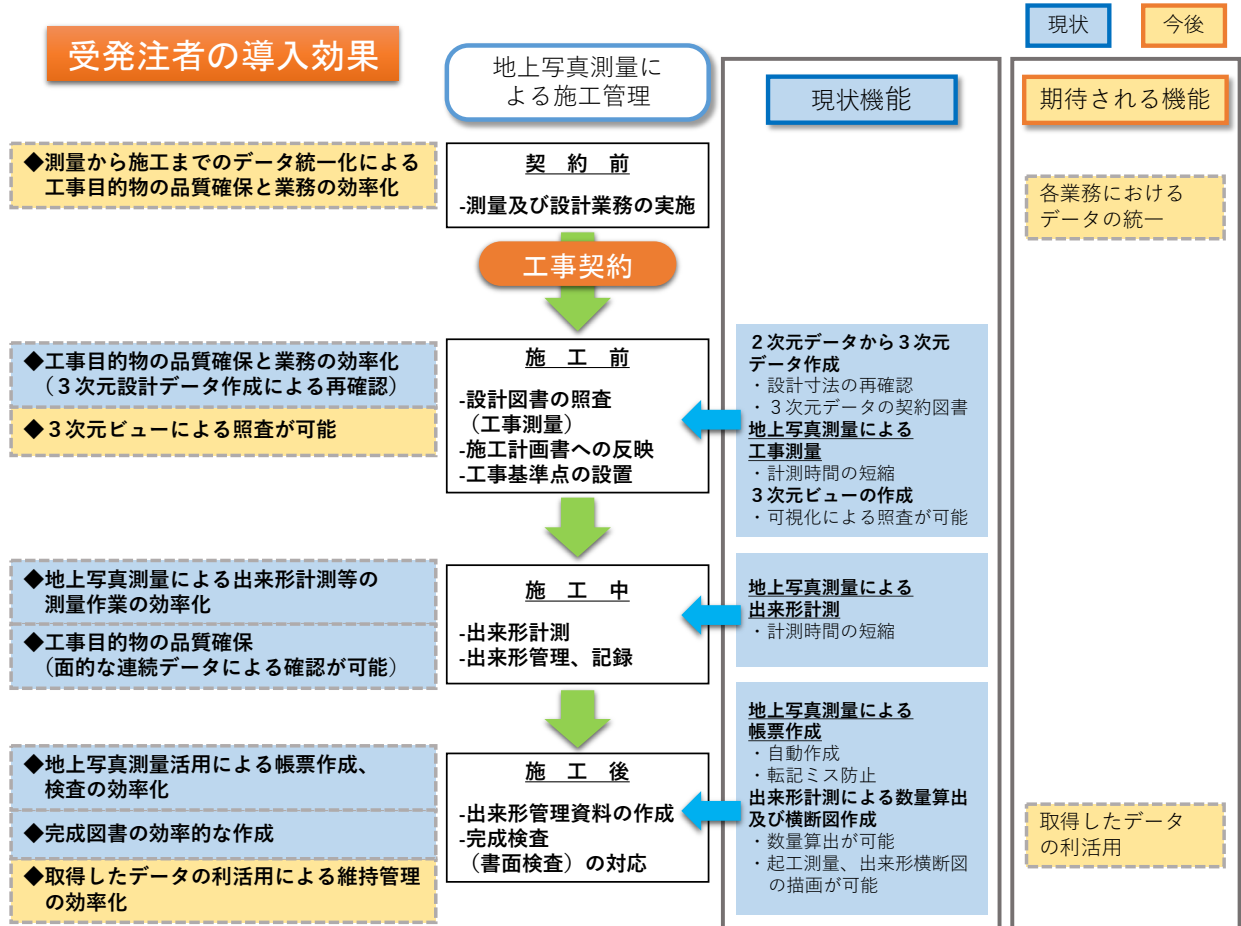 現状
今後
受発注者の導入効果
地上写真測量に
よる施工管理
現状機能
期待される機能
◆測量から施工までのデータ統一化による
工事目的物の品質確保と業務の効率化
契 約 前
-測量及び設計業務の実施
各業務における
データの統一
工事契約
◆工事目的物の品質確保と業務の効率化
(３次元設計データ作成による再確認)
◆３次元ビューによる照査が可能
施 工 前
-設計図書の照査
(工事測量)
-施工計画書への反映
-工事基準点の設置
２次元データから３次元
データ作成
・設計寸法の再確認
・３次元データの契約図書
地上写真測量による
工事測量
・計測時間の短縮
３次元ビューの作成
・可視化による照査が可能
◆地上写真測量による出来形計測等の
測量作業の効率化
◆工事目的物の品質確保
(面的な連続データによる確認が可能)
施 工 中
-出来形計測
-出来形管理、記録
地上写真測量による
出来形計測
・計測時間の短縮
◆地上写真測量活用による帳票作成、
検査の効率化
◆完成図書の効率的な作成
◆取得したデータの利活用による維持管理
の効率化
施 工 後
-出来形管理資料の作成
-完成検査
(書面検査)の対応
地上写真測量による
帳票作成
・自動作成
・転記ミス防止
出来形計測による数量算出
及び横断図作成
・数量算出が可能
・起工測量、出来形横断図
の描画が可能
取得したデータ
の利活用